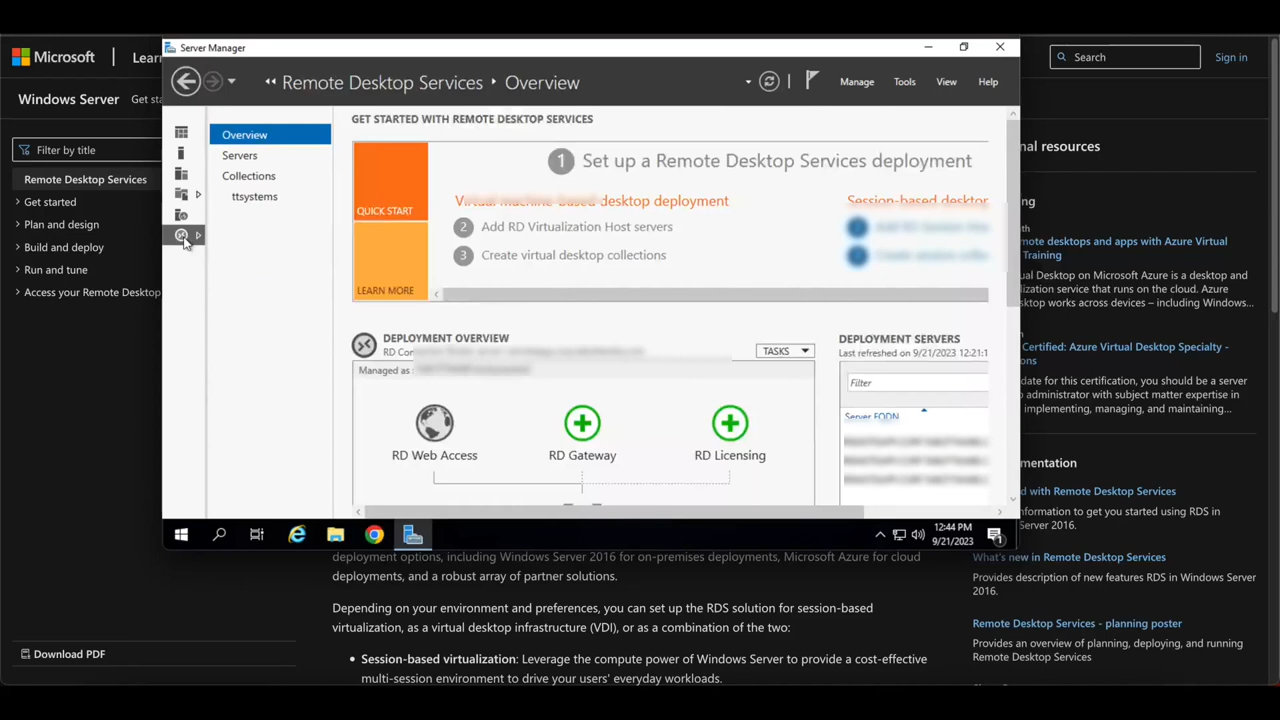 Microsoft
Learn
Search
Sign in
Windows Server
Filter by title
Remote Desktop Services
Get started
Plan and design
Build and deploy
Run and tune
Access your Remote Desktop
Download PDF
Server Manager
Remote Desktop Services
Overview
Manage
Tools
View
Help
Overview
Servers
Collections
ttsystems
GET STARTED WITH REMOTE DESKTOP SERVICES
QUICK START
LEARN MORE
1 Set up a Remote Desktop Services deployment
Virtual machine-based desktop deployment
2 Add RD Virtualization Host servers
3 Create virtual desktop collections
Session-based
DEPLOYMENT OVERVIEW
RD
TASKS
Managed as
RD Web Access
RD Gateway
RD Licensing
DEPLOYMENT SERVERS
Last refreshed on 9/21/2023
Filter
Server FQDN
12:44 PM
9/21/2023
1
deployment options, including Windows Server 2016 for on-premises deployments, Microsoft Azure for cloud
deployments, and a robust array of partner solutions.
Depending on your environment and preferences, you can set up the RDS solution for session-based
virtualization, as a virtual desktop infrastructure (VDI), or as a combination of the two:
• Session-based virtualization: Leverage the compute power of Windows Server to provide a cost-effective
multi-session environment to drive your users' everyday workloads.
resources
desktops and apps with Azure Virtual
Training
Desktop on Microsoft Azure is a desktop and
service that runs on the cloud. Azure
works across devices – including Windows...
Certified: Azure Virtual Desktop Specialty -
for this certification, you should be a server
administrator with subject matter expertise in
implementing, managing, and maintaining...
with Remote Desktop Services
to get you started using RDS in
Server 2016.
What's new in Remote Desktop Services
Provides description of new features RDS in Windows Server
2016.
Remote Desktop Services - planning poster
Provides an overview of planning, deploying, and running
Remote Desktop Services